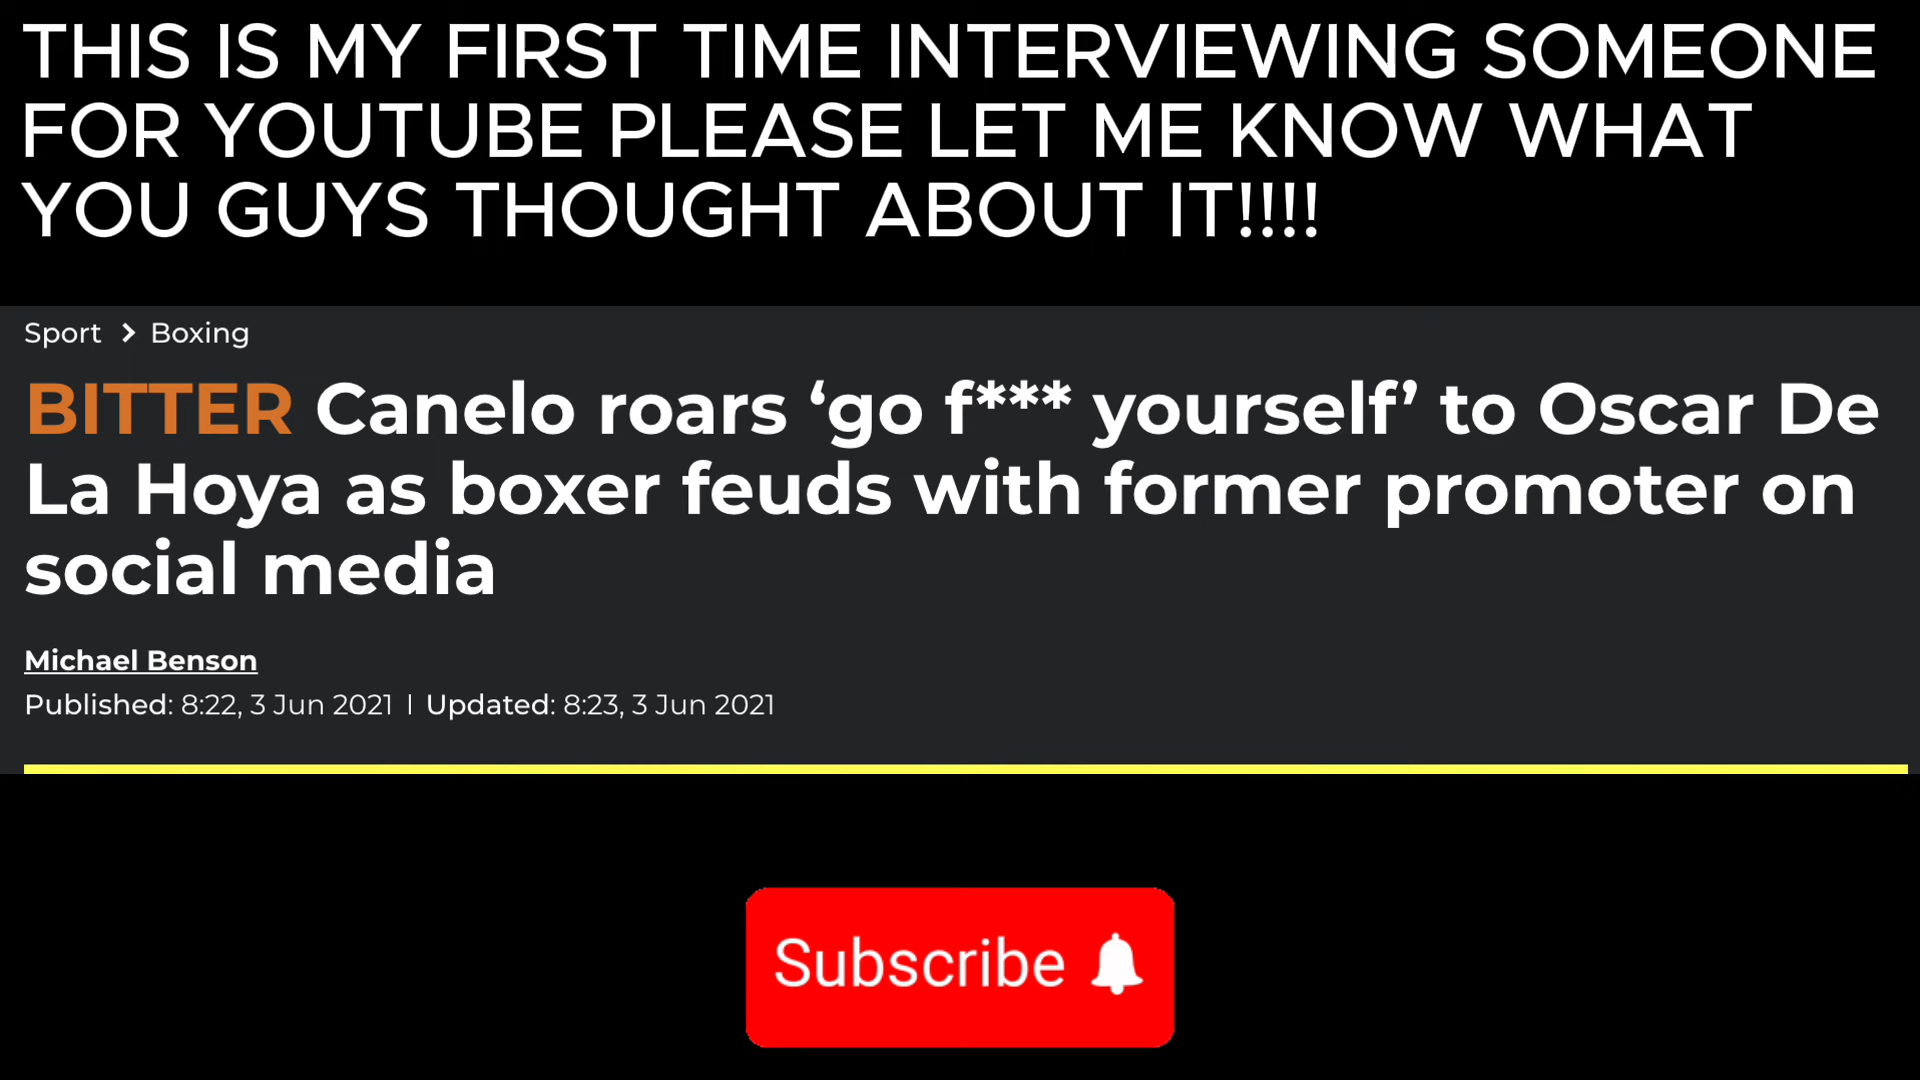 THIS IS MY FIRST TIME INTERVIEWING SOMEONE
FOR YOUTUBE PLEASE LET ME KNOW WHAT
YOU GUYS THOUGHT ABOUT IT!!!!
Sport > Boxing
BITTER Canelo roars ‘go f*** yourself’ to Oscar De
La Hoya as boxer feuds with former promoter on
social media
Michael Benson
Published: 8:22, 3 Jun 2021 | Updated: 8:23, 3 Jun 2021
Subscribe